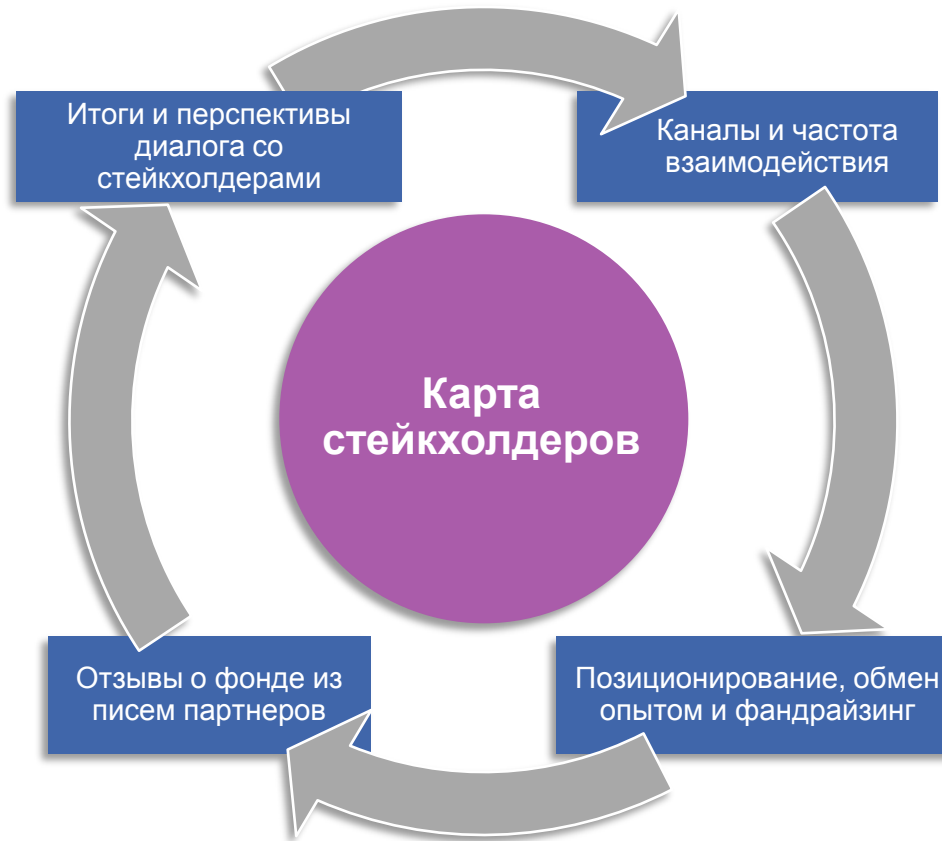 Итоги и перспективы
диалога со
стейкхолдерами
Каналы и частота
взаимодействия
Карта
стейкхолдеров
Отзывы о фонде из
писем партнеров
Позиционирование, обмен
опытом и фандрайзинг